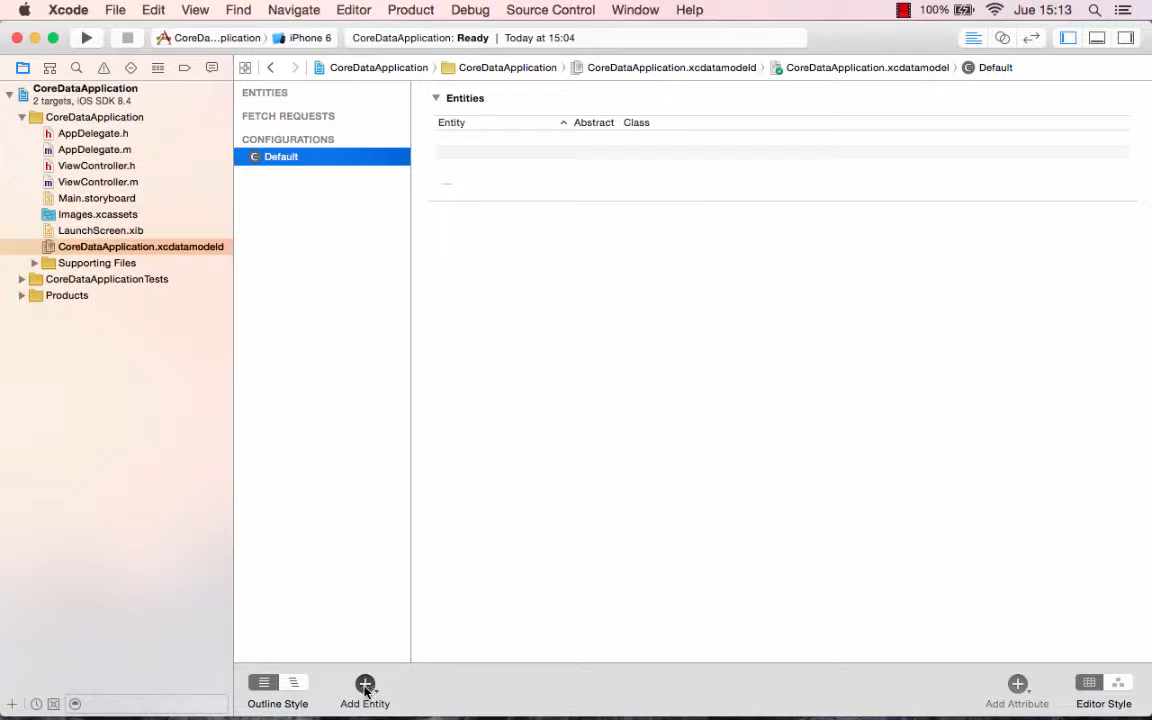 Xcode File Edit View Find Navigate Editor Product Debug Source Control Window Help 100% Jue 15:13
CoreDa...plication iPhone 6 CoreDataApplication: Ready Today at 15:04
CoreDataApplication CoreDataApplication CoreDataApplication.xcdatamodeld CoreDataApplication.xcdatamodel C Default
CoreDataApplication
2 targets, iOS SDK 8.4
CoreDataApplication
h AppDelegate.h
m AppDelegate.m
h ViewController.h
m ViewController.m
Main.storyboard
Images.xcassets
LaunchScreen.xib
CoreDataApplication.xcdatamodeld
Supporting Files
CoreDataApplicationTests
Products
ENTITIES
FETCH REQUESTS
CONFIGURATIONS
C Default
Entities
Entity Abstract Class
Outline Style
Add Entity
Add Attribute
Editor Style